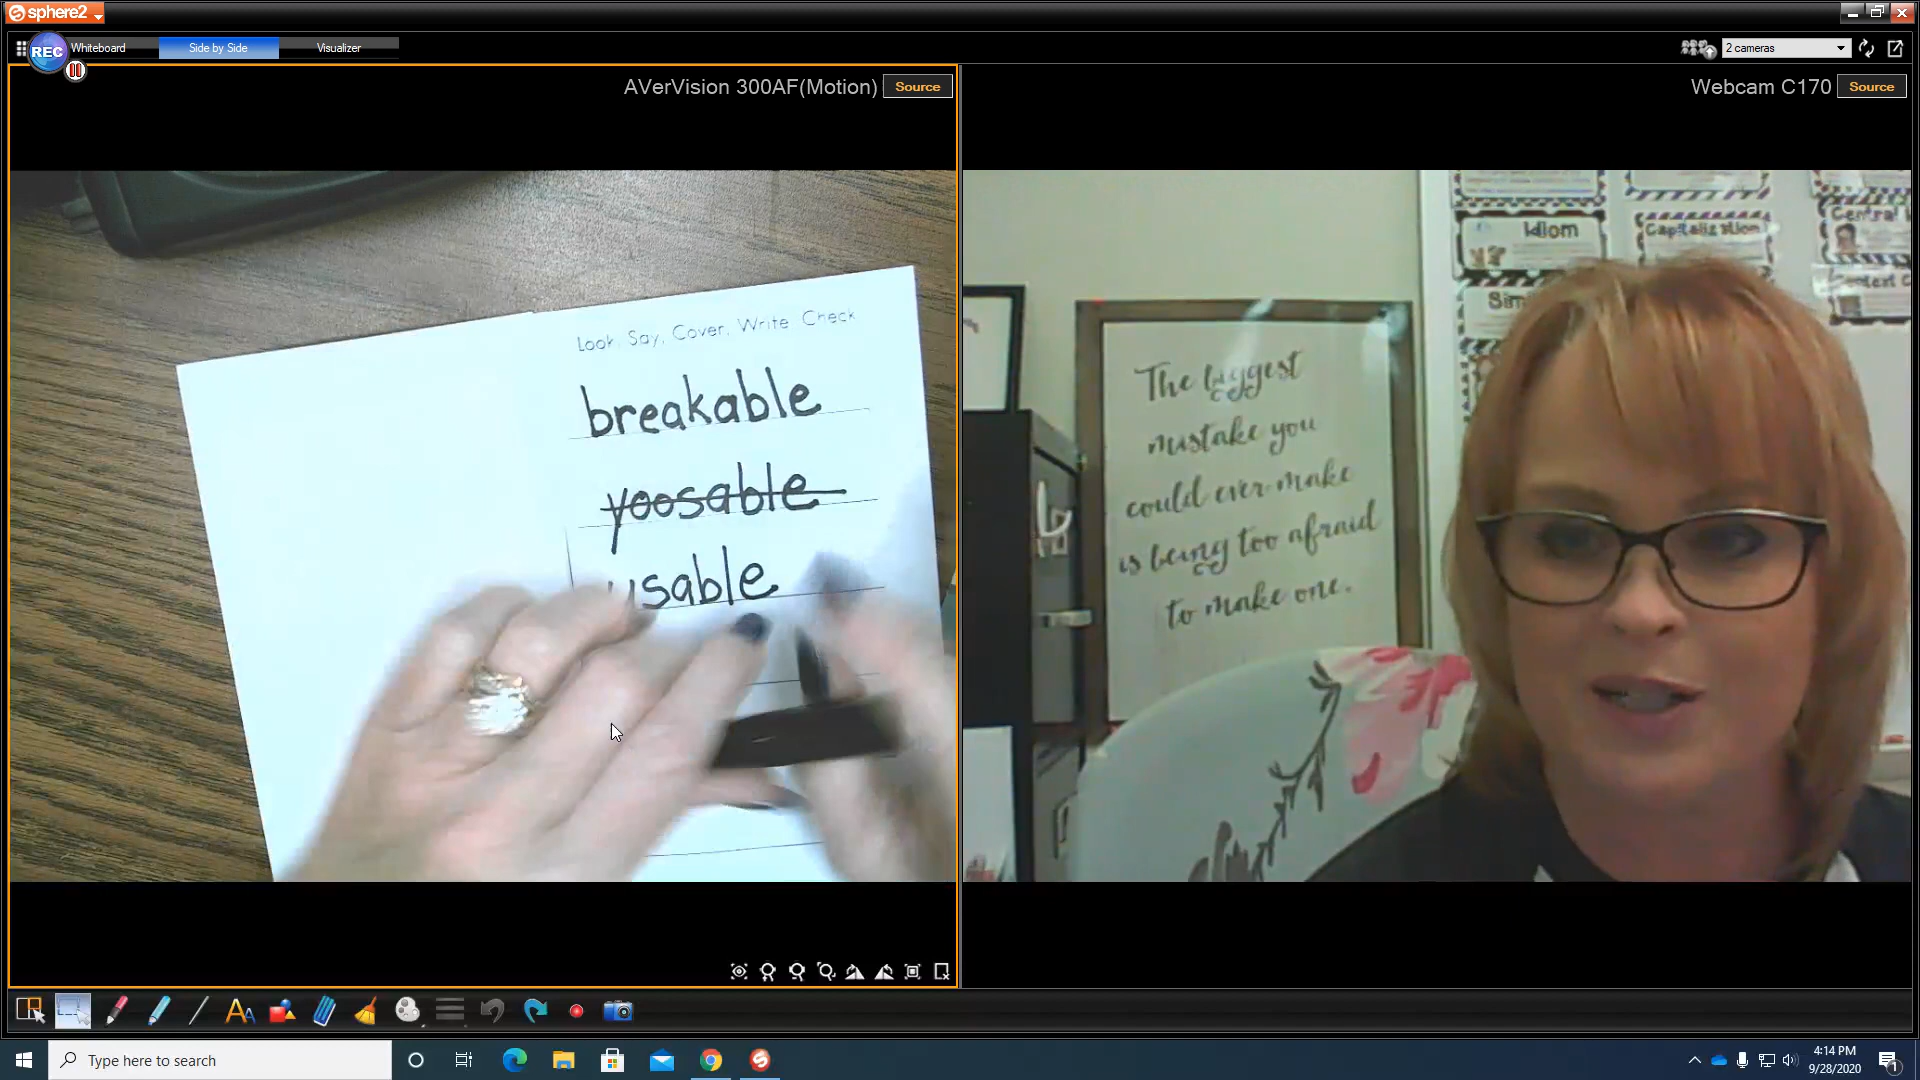 sphere2
REC
Whiteboard
Side by Side
Visualizer
2 cameras
AVerVision 300AF(Motion)
Source
Webcam C170
Source
Look, Say, Cover, Write Check
breakable
yoosable
usable
Idiom
Capitalization
Central
The biggest
mistake you
could ever make
is being too afraid
to make one.
Type here to search
4:14 PM
9/28/2020
1